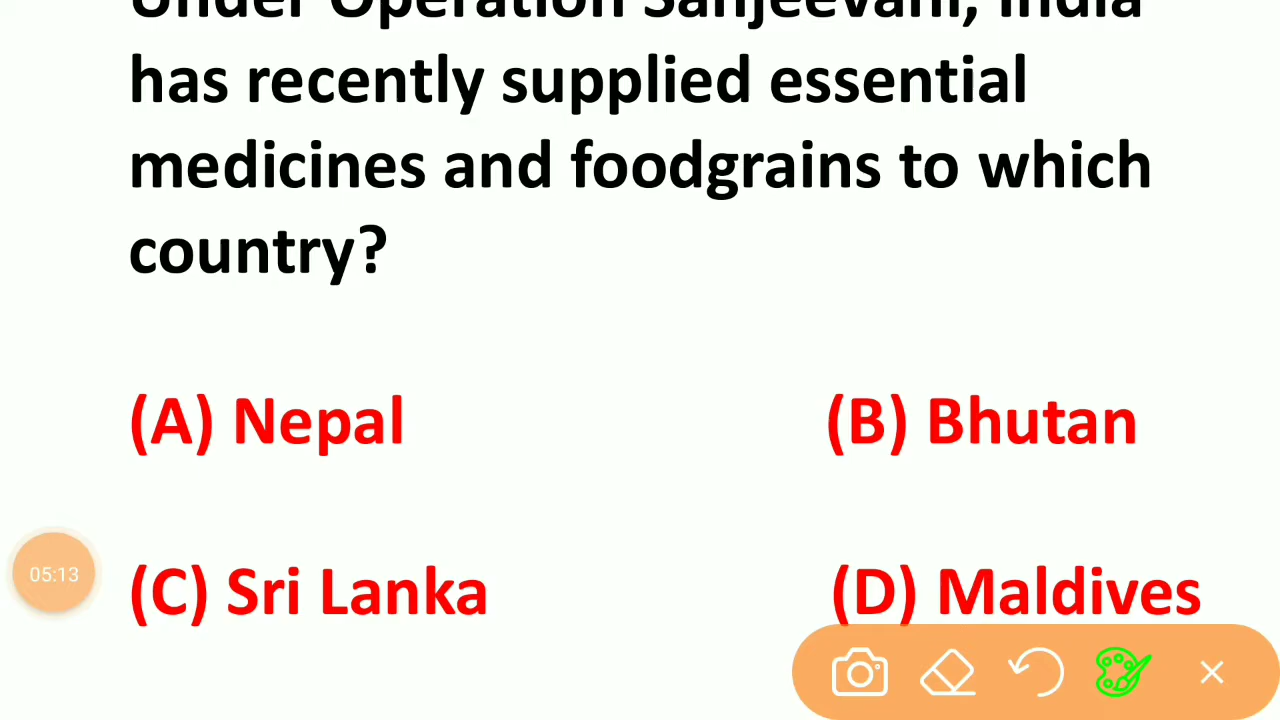 Under Operation Sanjeevani, India
has recently supplied essential
medicines and foodgrains to which
country?
(A) Nepal
(B) Bhutan
(C) Sri Lanka
(D) Maldives
05:13